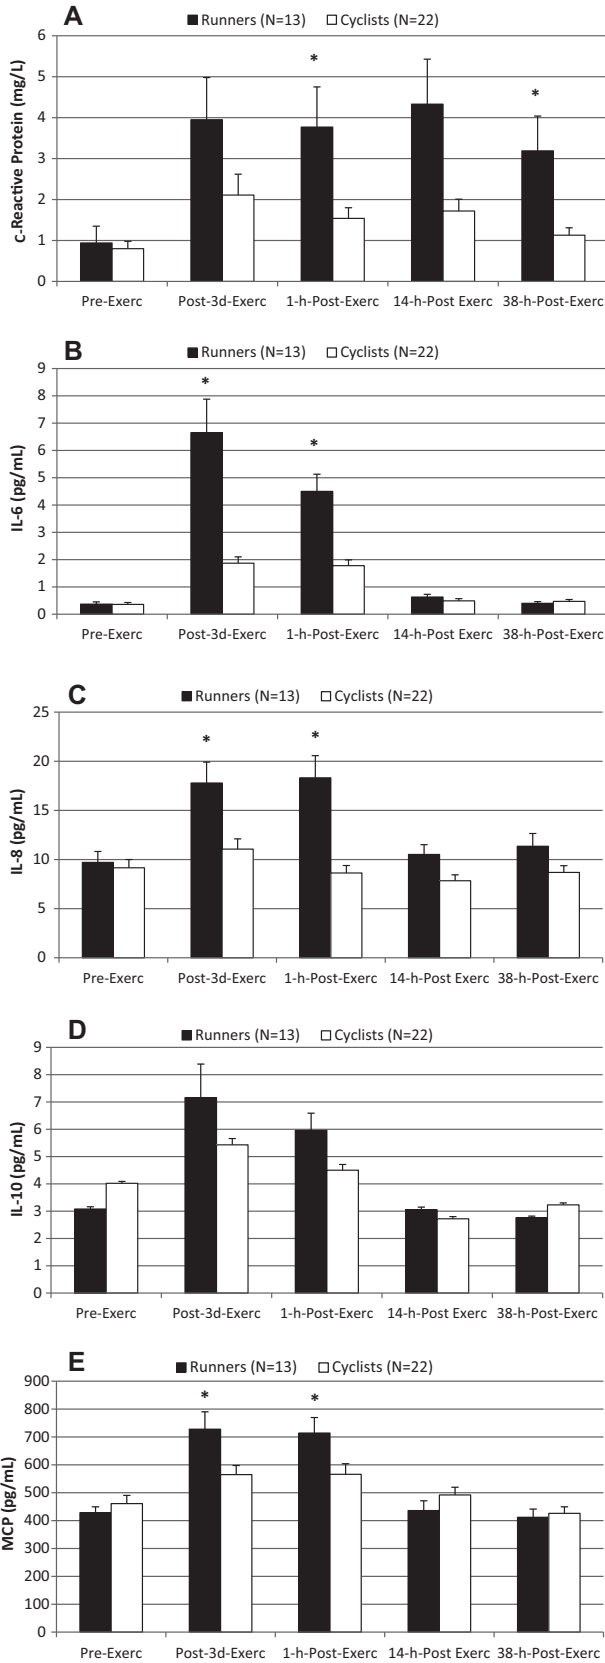 A
■ Runners (N=13) □ Cyclists (N=22)
C-Reactive Protein (mg/L)
6
5
4
3
2
1
0
* *
Pre-Exerc Post-3d-Exerc 1-h-Post-Exerc 14-h-Post Exerc 38-h-Post-Exerc
B
■ Runners (N=13) □ Cyclists (N=22)
IL-6 (pg/mL)
9
8
7
6
5
4
3
2
1
0
* *
Pre-Exerc Post-3d-Exerc 1-h-Post-Exerc 14-h-Post Exerc 38-h-Post-Exerc
C
■ Runners (N=13) □ Cyclists (N=22)
IL-8 (pg/mL)
25
20
15
10
5
0
* *
Pre-Exerc Post-3d-Exerc 1-h-Post-Exerc 14-h-Post Exerc 38-h-Post-Exerc
D
■ Runners (N=13) □ Cyclists (N=22)
IL-10 (pg/mL)
9
8
7
6
5
4
3
2
1
0
Pre-Exerc Post-3d-Exerc 1-h-Post-Exerc 14-h-Post Exerc 38-h-Post-Exerc
E
■ Runners (N=13) □ Cyclists (N=22)
MCP (pg/mL)
900
800
700
600
500
400
300
200
100
0
* *
Pre-Exerc Post-3d-Exerc 1-h-Post-Exerc 14-h-Post Exerc 38-h-Post-Exerc